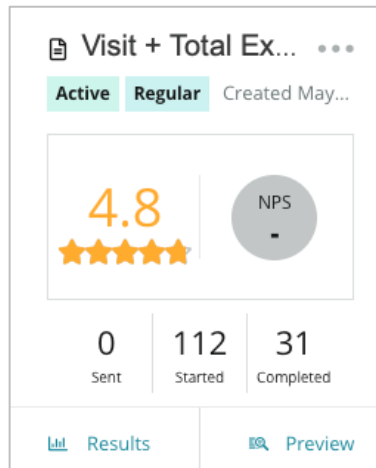 Visit + Total Ex...
Active Regular Created May...
4.8 NPS
-
0 112 31
Sent Started Completed
Results Preview